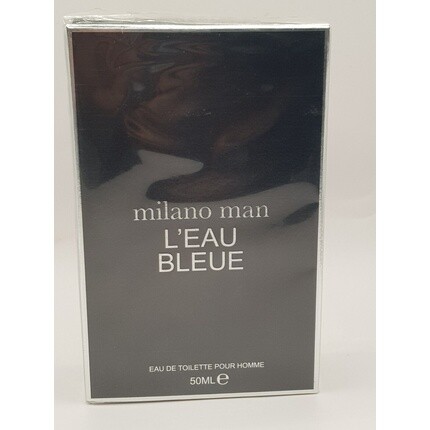 milano man
L'EAU
BLEUE
EAU DE TOILETTE POUR HOMME
50ML℮